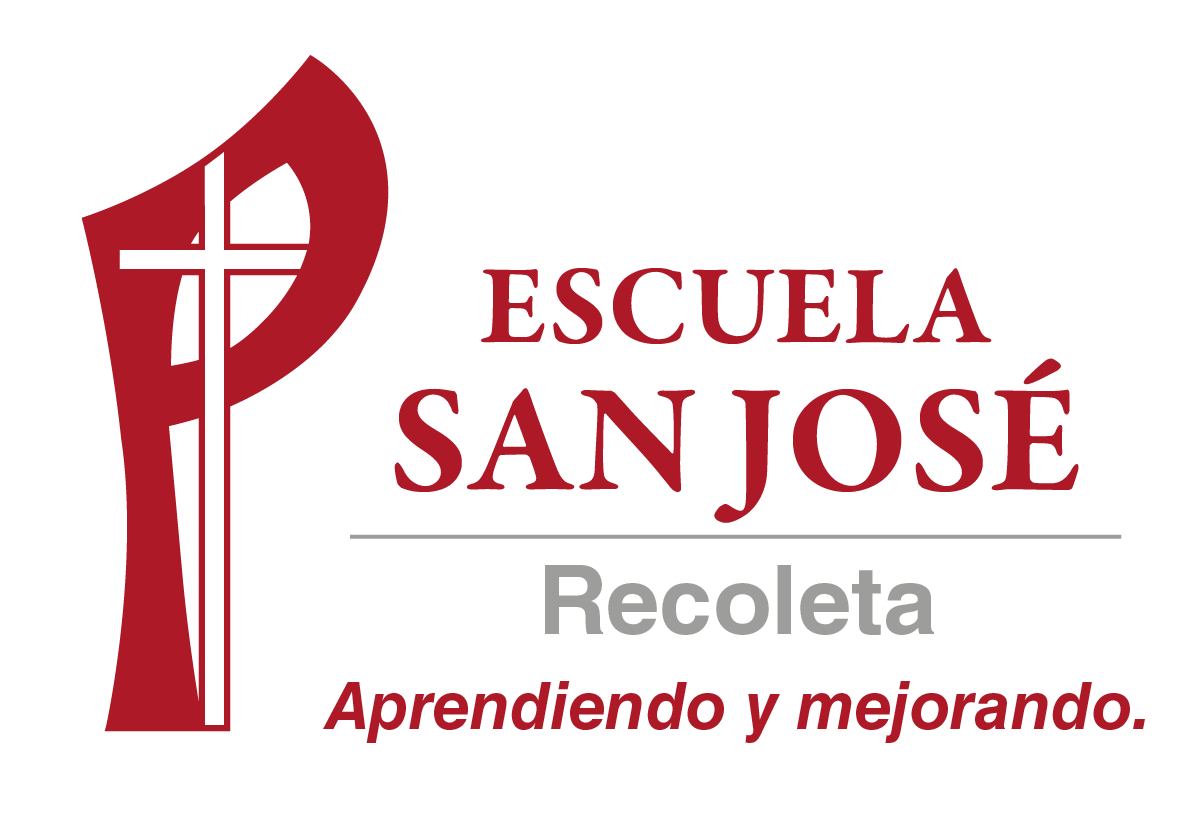 ESCUELA
SAN JOSÉ
Recoleta
Aprendiendo y mejorando.